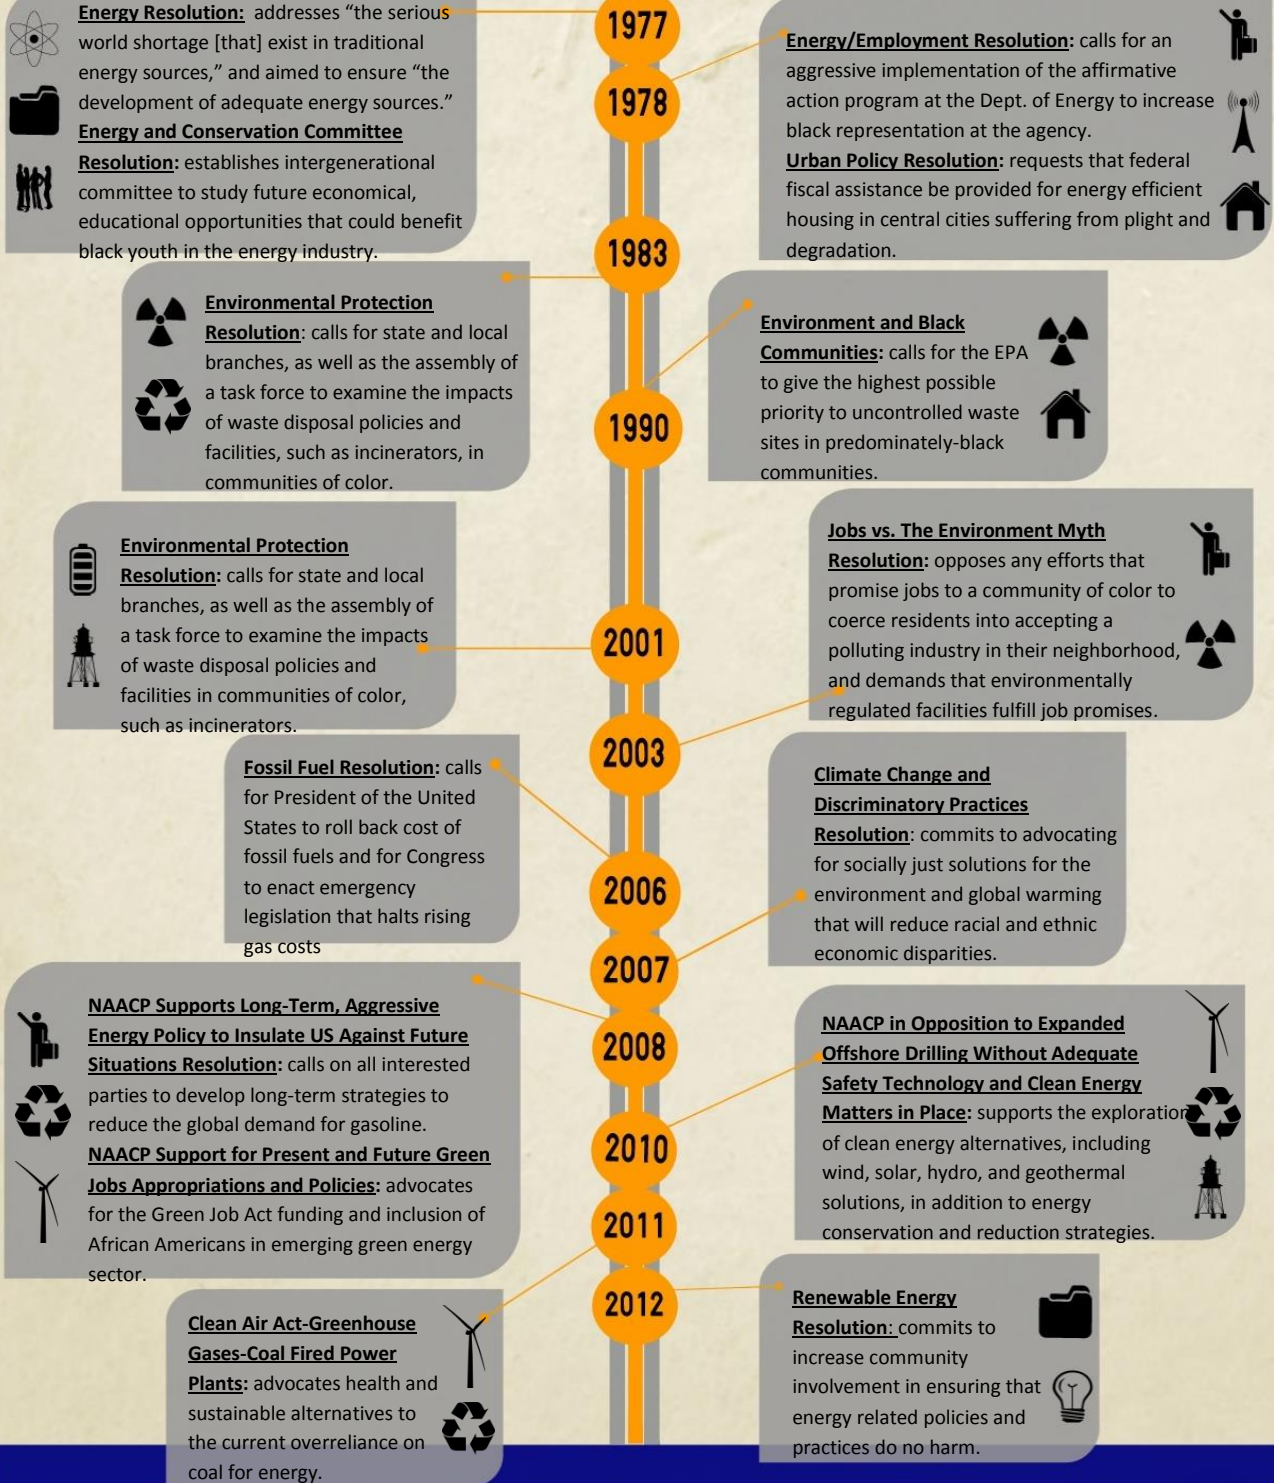 1977
Energy Resolution: addresses “the serious
world shortage [that] exist in traditional
energy sources,” and aimed to ensure “the
development of adequate energy sources.”
Energy and Conservation Committee
Resolution: establishes intergenerational
committee to study future economical,
educational opportunities that could benefit
black youth in the energy industry.
1978
Energy/Employment Resolution: calls for an
aggressive implementation of the affirmative
action program at the Dept. of Energy to increase
black representation at the agency.
Urban Policy Resolution: requests that federal
fiscal assistance be provided for energy efficient
housing in central cities suffering from plight and
degradation.
1983
Environmental Protection
Resolution: calls for state and local
branches, as well as the assembly of
a task force to examine the impacts
of waste disposal policies and
facilities, such as incinerators, in
communities of color.
1990
Environment and Black
Communities: calls for the EPA
to give the highest possible
priority to uncontrolled waste
sites in predominately-black
communities.
2001
Environmental Protection
Resolution: calls for state and local
branches, as well as the assembly of
a task force to examine the impacts
of waste disposal policies and
facilities in communities of color,
such as incinerators.
2003
Jobs vs. The Environment Myth
Resolution: opposes any efforts that
promise jobs to a community of color to
coerce residents into accepting a
polluting industry in their neighborhood,
and demands that environmentally
regulated facilities fulfill job promises.
2006
Fossil Fuel Resolution: calls
for President of the United
States to roll back cost of
fossil fuels and for Congress
to enact emergency
legislation that halts rising
gas costs
2007
Climate Change and
Discriminatory Practices
Resolution: commits to advocating
for socially just solutions for the
environment and global warming
that will reduce racial and ethnic
economic disparities.
2008
NAACP Supports Long-Term, Aggressive
Energy Policy to Insulate US Against Future
Situations Resolution: calls on all interested
parties to develop long-term strategies to
reduce the global demand for gasoline.
NAACP Support for Present and Future Green
Jobs Appropriations and Policies: advocates
for the Green Job Act funding and inclusion of
African Americans in emerging green energy
sector.
2010
NAACP in Opposition to Expanded
Offshore Drilling Without Adequate
Safety Technology and Clean Energy
Matters in Place: supports the exploration
of clean energy alternatives, including
wind, solar, hydro, and geothermal
solutions, in addition to energy
conservation and reduction strategies.
2011
Clean Air Act-Greenhouse
Gases-Coal Fired Power
Plants: advocates health and
sustainable alternatives to
the current overreliance on
coal for energy.
2012
Renewable Energy
Resolution: commits to
increase community
involvement in ensuring that
energy related policies and
practices do no harm.